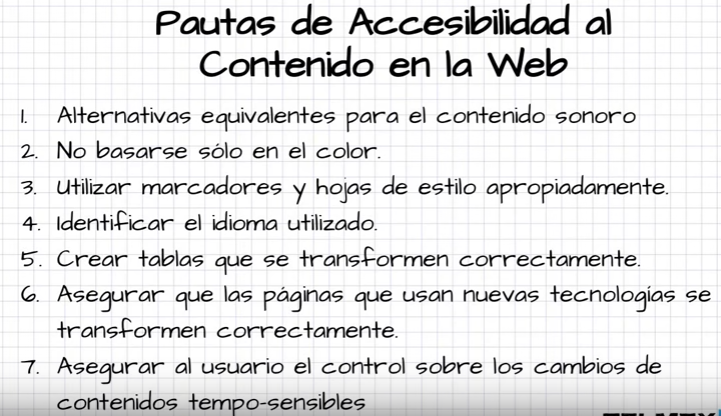 Pautas de Accesibilidad al
Contenido en la Web
1. Alternativas equivalentes para el contenido sonoro
2. No basarse sólo en el color.
3. Utilizar marcadores y hojas de estilo apropiadamente.
4. Identificar el idioma utilizado.
5. Crear tablas que se transformen correctamente.
6. Asegurar que las páginas que usan nuevas tecnologías se
transformen correctamente.
7. Asegurar al usuario el control sobre los cambios de
contenidos tempo-sensibles